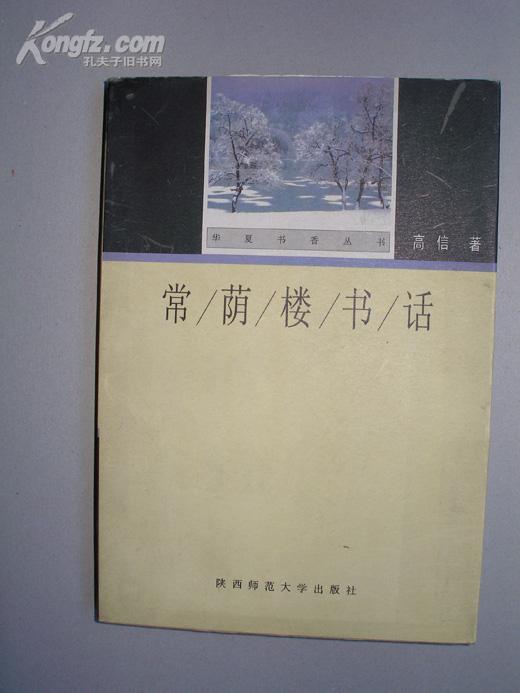 Kongfz.com
孔夫子旧书网
华夏书香丛书
高信 著
常/荫/楼/书/话
陕西师范大学出版社